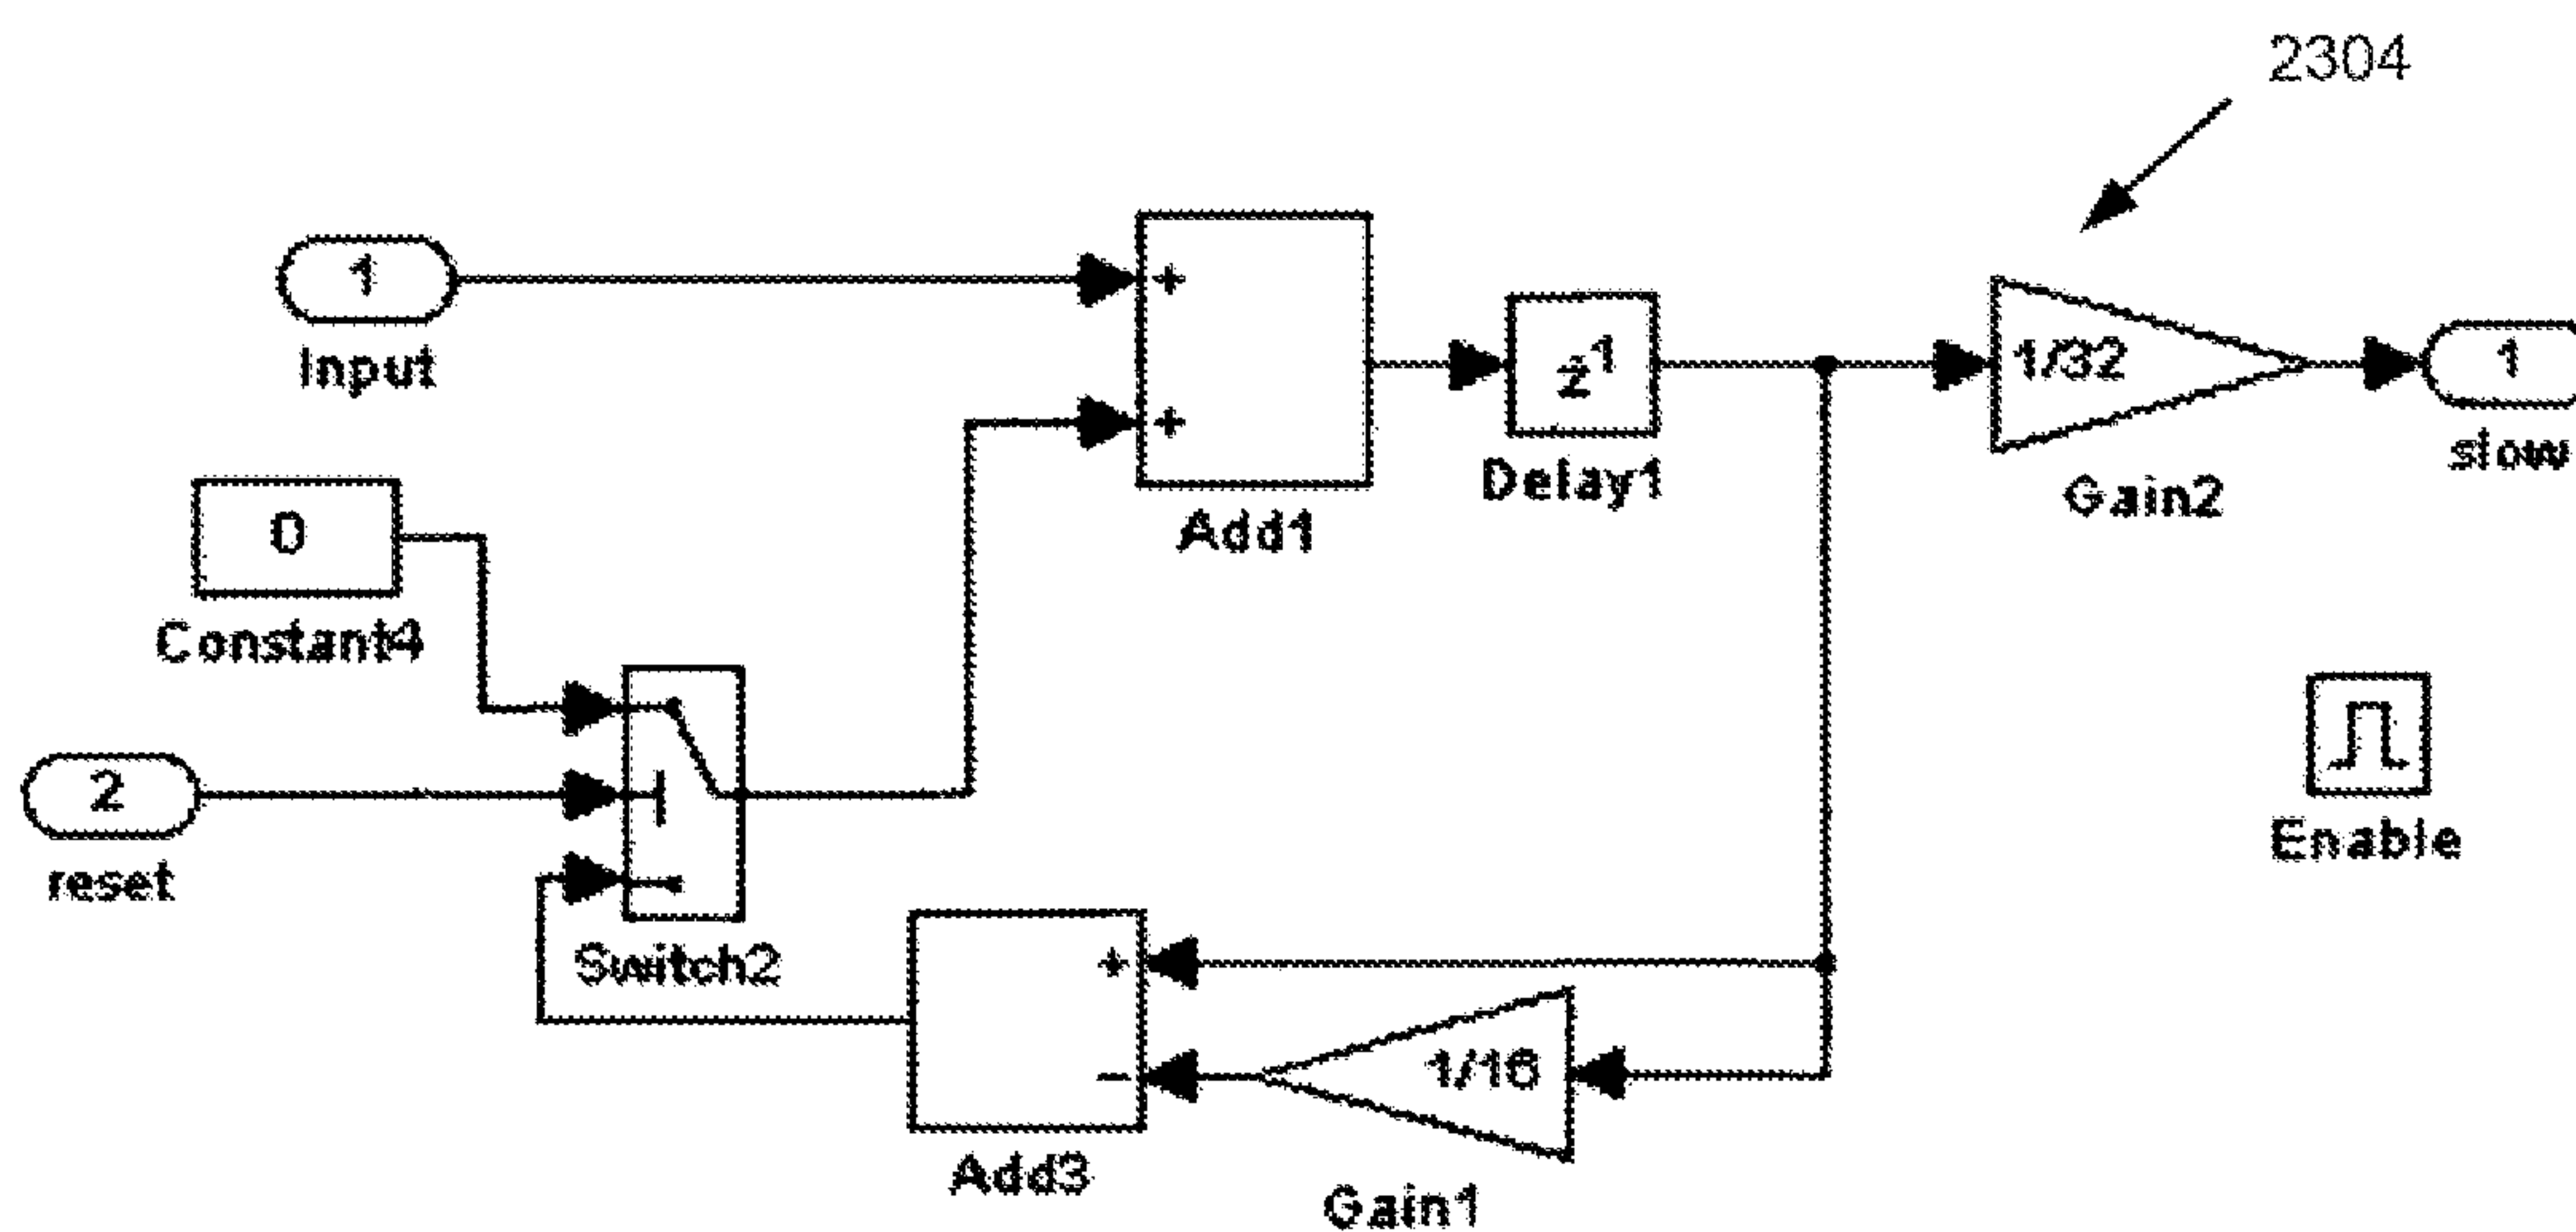 2304
1
Input
+
+
Add1
z-1
Delay1
1/32
Gain2
1
slow
0
Constant4
2
reset
Switch2
Enable
+
−
Add3
1/16
Gain1